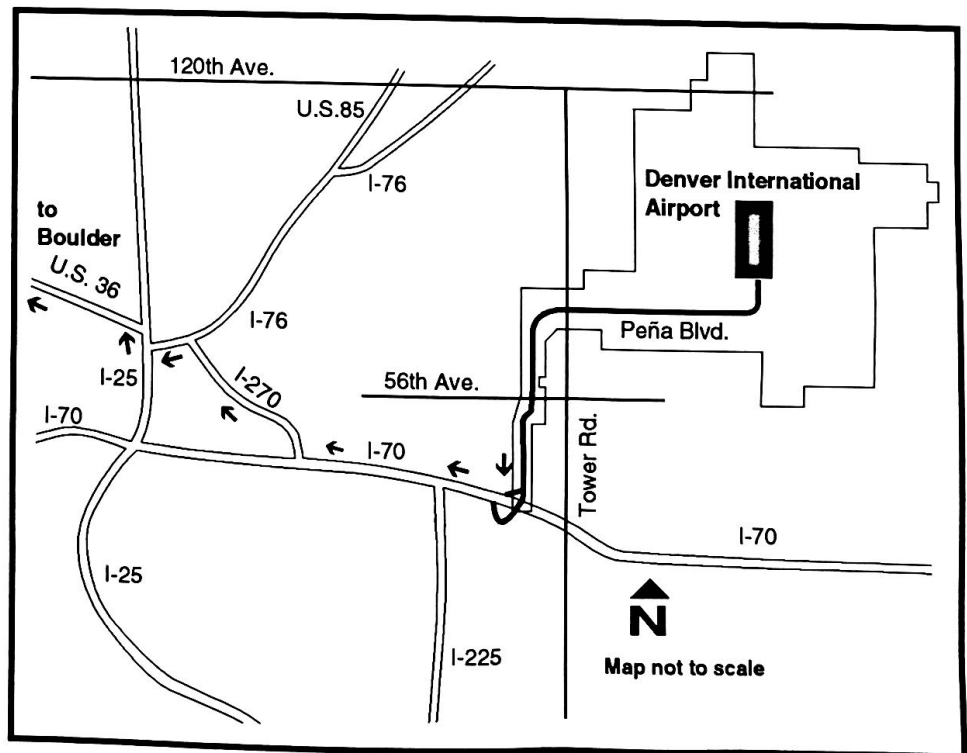 120th Ave.
U.S.85
I-76
Denver International
Airport
to
Boulder
U.S. 36
I-76
Peña Blvd.
I-25
I-270
56th Ave.
I-70
I-70
Tower Rd.
I-70
I-25
N
I-225
Map not to scale